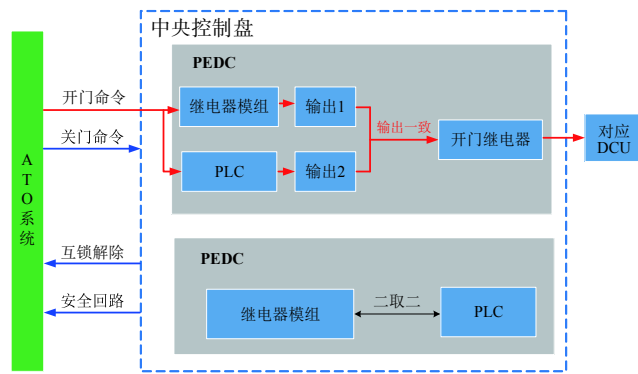 中央控制盘
PEDC
开门命令
继电器模组
输出1
输出一致
开门继电器
对应
DCU
关门命令
PLC
输出2
ATO系统
互锁解除
安全回路
PEDC
继电器模组
二取二
PLC